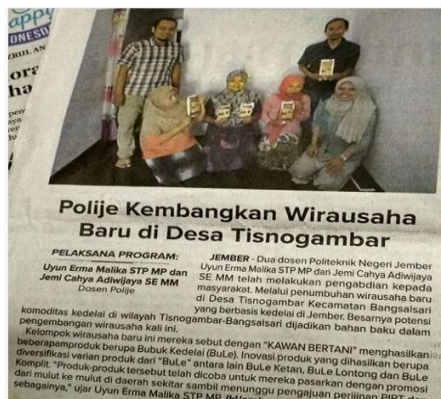 appy
ZRUL AN
Polije Kembangkan Wirausaha
Baru di Desa Tisnogambar
PELAKSANA PROGRAM:
Uyun Erma Malika STP MP dan
Jemi Cahya Adiwijaya SE MM
Dosen Polije
JEMBER - Dua dosen Politeknik Negeri Jember
Uyun Erma Malika STP MP dan Jemi Cahya Adiwijaya
SE MM telah melakukan pengabdian kepada
masyarakat. Melalui penumbuhan wirausaha baru
di Desa Tisnogambar Kecamatan Bangsalsari
yang berbasis kedelai di Jember. Besarnya potensi
komoditas kedelai di wilayah Tisnogambar-Bangsalsari dijadikan bahan baku dalam
pengembangan wirausaha kali ini.
Kelompok wirausaha baru ini mereka sebut dengan "KAWAN BERTANI" menghasilkan
beberapamproduk berupa Bubuk Kedelai (BuLe). Inovasi produk yang dihasilkan berupa
diversifikasi varian produk dari "BuLe" antara lain BuLe Ketan, BuLe Lontong dan BuLe
Komplit. "Produk-produk tersebut telah dicoba untuk mereka pasarkan dengan promosi
dari mulut ke mulut di daerah sekitar sambil menunggu pengajuan perijinan PIRT dan
sebagainya," ujar Uyun Erma Malika STP MP.